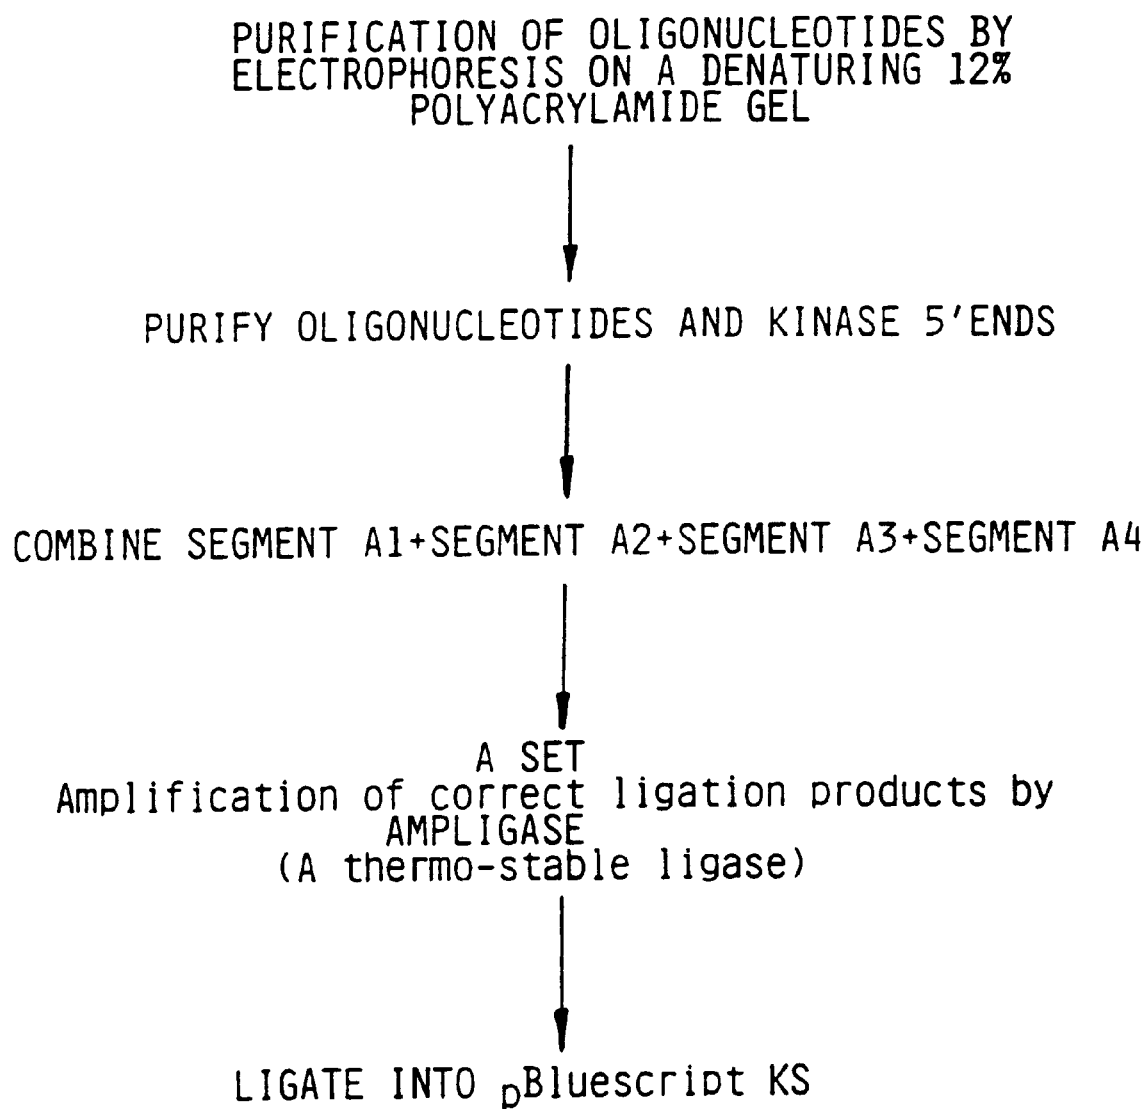 PURIFICATION OF OLIGONUCLEOTIDES BY
ELECTROPHORESIS ON A DENATURING 12%
POLYACRYLAMIDE GEL
PURIFY OLIGONUCLEOTIDES AND KINASE 5'ENDS
COMBINE SEGMENT A1+SEGMENT A2+SEGMENT A3+SEGMENT A4
A SET
Amplification of correct ligation products by
AMPLIGASE
(A thermo-stable ligase)
LIGATE INTO pBluescript KS